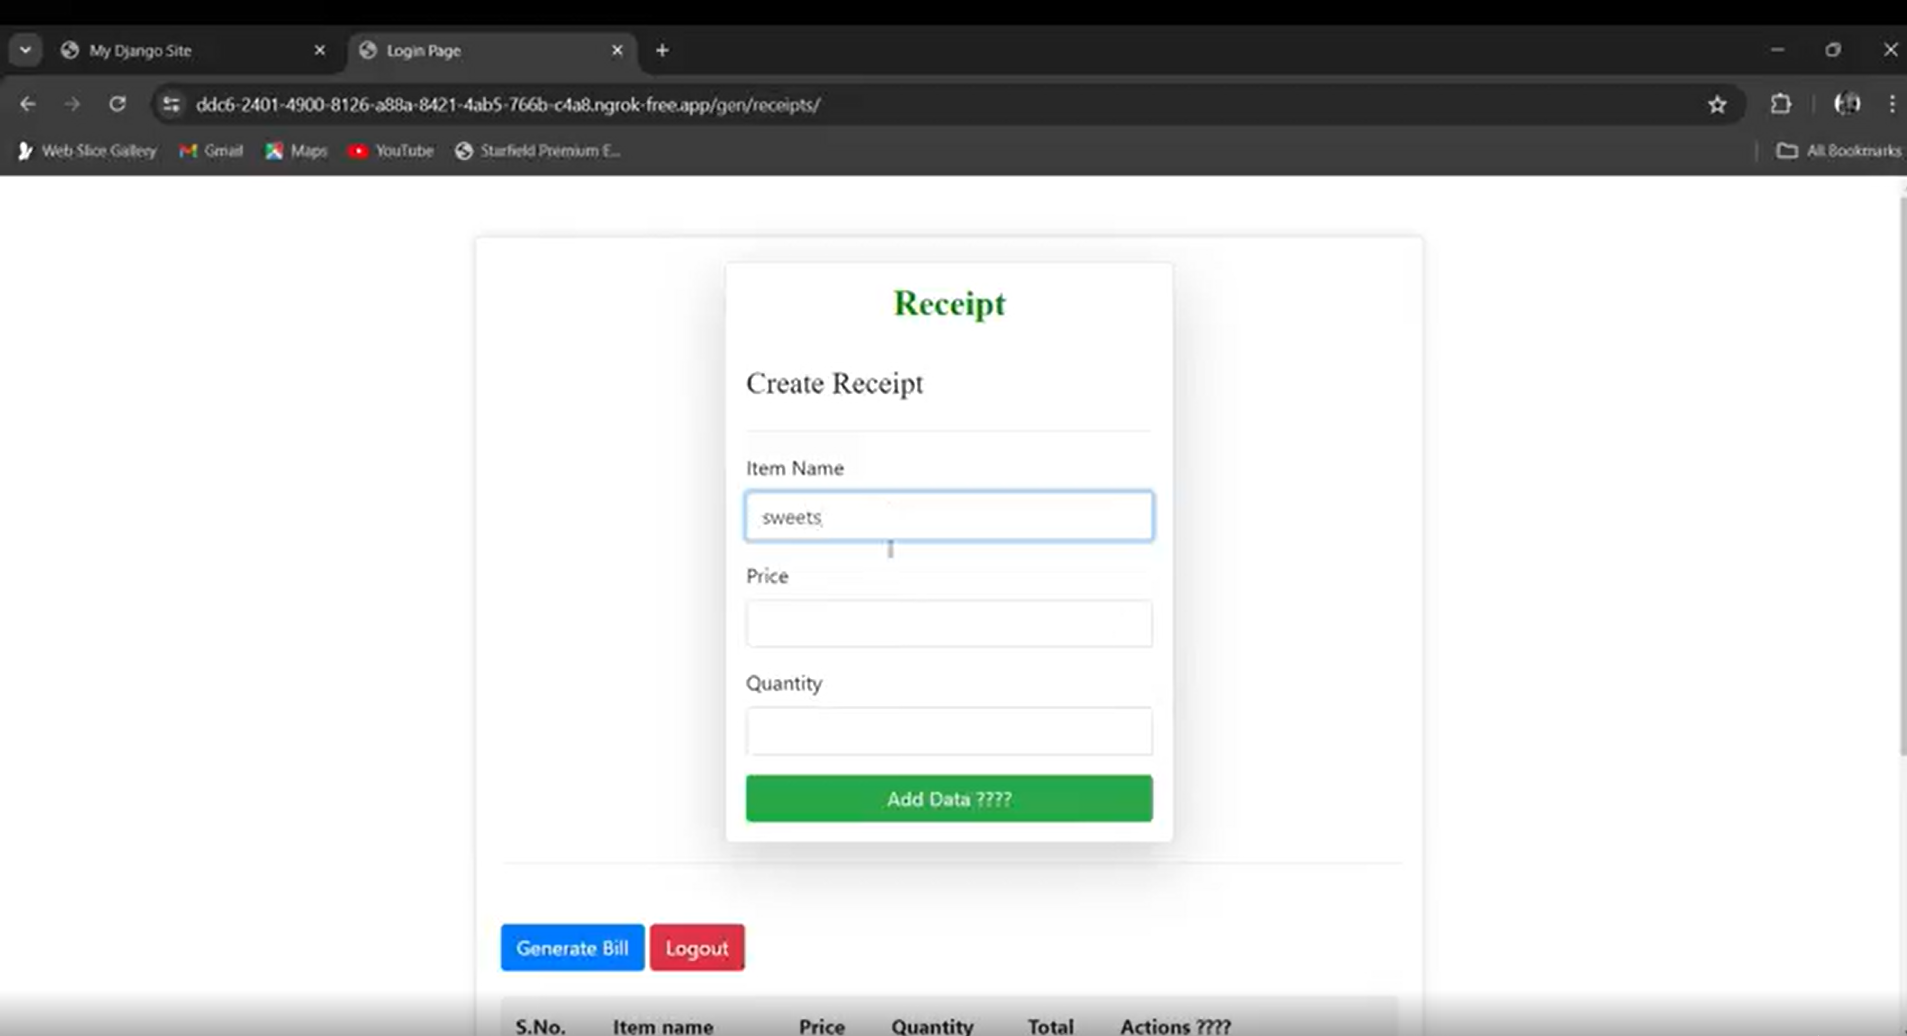 My Django Site
Login Page
ddc6-2401-4900-8126-a88a-8421-4ab5-766b-c4a8.ngrok-free.app/gen/receipts/
Web Slice Gallery Gmail Maps YouTube Starfield Premium E... All Bookmarks
Receipt
Create Receipt
Item Name
sweets
Price
Quantity
Add Data ????
Generate Bill Logout
S.No. Item name Price Quantity Total Actions ????